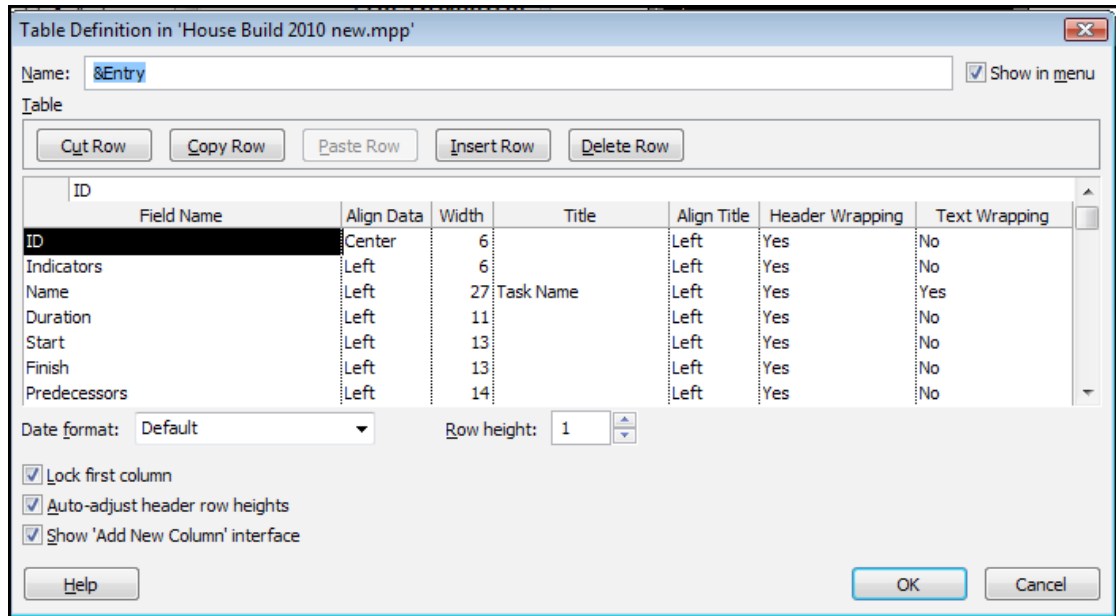 Table Definition in 'House Build 2010 new.mpp'
Name: &Entry Show in menu
Table
Cut Row Copy Row Paste Row Insert Row Delete Row
ID
Field Name Align Data Width Title Align Title Header Wrapping Text Wrapping
ID Center 6 Left Yes No
Indicators Left 6 Left Yes No
Name Left 27 Task Name Left Yes Yes
Duration Left 11 Left Yes No
Start Left 13 Left Yes No
Finish Left 13 Left Yes No
Predecessors Left 14 Left Yes No
Date format: Default Row height: 1
Lock first column
Auto-adjust header row heights
Show 'Add New Column' interface
Help OK Cancel